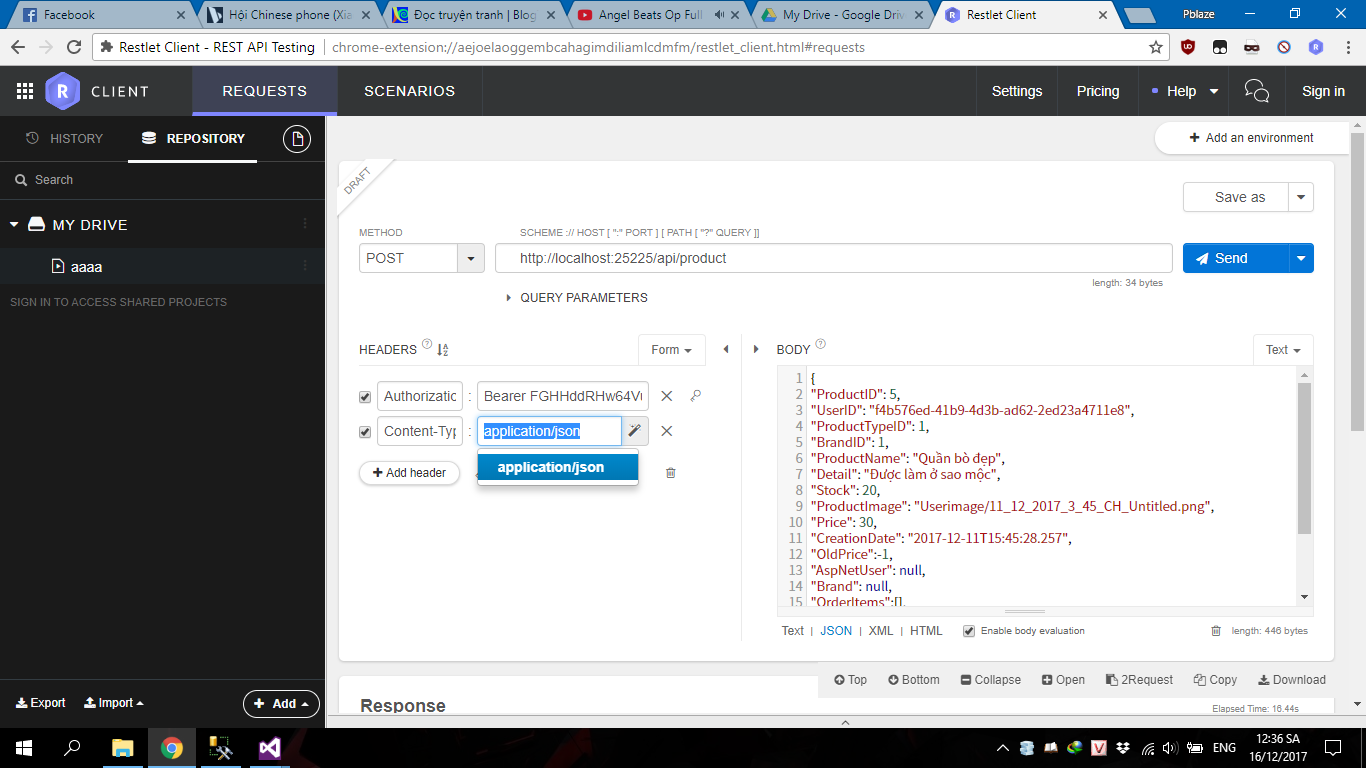 Facebook
Hội Chinese phone (Xia
Đọc truyện tranh | Blog
Angel Beats Op Full
My Drive - Google Driv
Restlet Client
Pblaze
Restlet Client - REST API Testing
chrome-extension://aejoelaoggembcahagimdiliamlcdmfm/restlet_client.html#requests
CLIENT
REQUESTS
SCENARIOS
Settings
Pricing
Help
Sign in
HISTORY
REPOSITORY
Search
MY DRIVE
aaaa
SIGN IN TO ACCESS SHARED PROJECTS
Export
Import
Add
Add an environment
DRAFT
Save as
METHOD
SCHEME :// HOST [ ":" PORT ] [ PATH [ "?" QUERY ]]
POST
http://localhost:25225/api/product
Send
length: 34 bytes
QUERY PARAMETERS
HEADERS
Form
Authorizatic : Bearer FGHHddRHw64V
Content-Typ : application/json
application/json
Add header
BODY
Text
1 {
2 "ProductID": 5,
3 "UserID": "f4b576ed-41b9-4d3b-ad62-2ed23a4711e8",
4 "ProductTypeID": 1,
5 "BrandID": 1,
6 "ProductName": "Quần bò đẹp",
7 "Detail": "Được làm ở sao mộc",
8 "Stock": 20,
9 "ProductImage": "Userimage/11_12_2017_3_45_CH_Untitled.png",
10 "Price": 30,
11 "CreationDate": "2017-12-11T15:45:28.257",
12 "OldPrice":-1,
13 "AspNetUser": null,
14 "Brand": null,
15 "OrderItems":[],
Text | JSON | XML | HTML
Enable body evaluation
length: 446 bytes
Top
Bottom
Collapse
Open
2Request
Copy
Download
Response
Elapsed Time: 16.44s
ENG
12:36 SA
16/12/2017